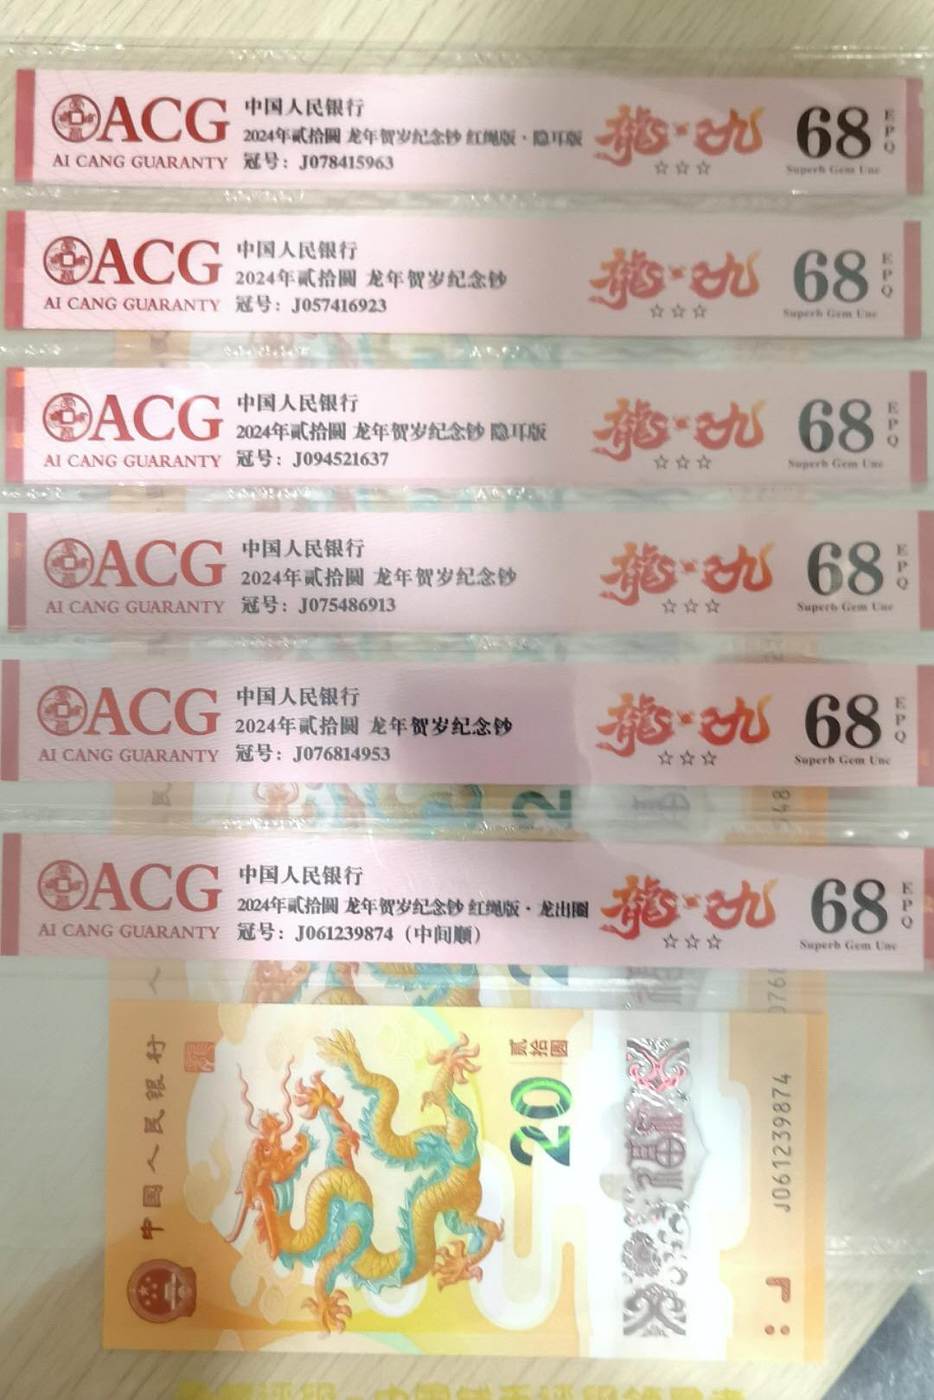 ACG
AI CANG GUARANTY
中国人民银行
2024年贰拾圆 龙年贺岁纪念钞 红绳版·隐耳版
冠号：J078415963
☆☆☆
68
EPQ
Superb Gem Unc
ACG
AI CANG GUARANTY
中国人民银行
2024年贰拾圆 龙年贺岁纪念钞
冠号：J057416923
☆☆☆
68
EPQ
Superb Gem Unc
ACG
AI CANG GUARANTY
中国人民银行
2024年贰拾圆 龙年贺岁纪念钞 隐耳版
冠号：J094521637
☆☆☆
68
EPQ
Superb Gem Unc
ACG
AI CANG GUARANTY
中国人民银行
2024年贰拾圆 龙年贺岁纪念钞
冠号：J075486913
☆☆☆
68
EPQ
Superb Gem Unc
ACG
AI CANG GUARANTY
中国人民银行
2024年贰拾圆 龙年贺岁纪念钞
冠号：J076814953
☆☆☆
68
EPQ
Superb Gem Unc
ACG
AI CANG GUARANTY
中国人民银行
2024年贰拾圆 龙年贺岁纪念钞 红绳版·龙出圈
冠号：J061239874（中间顺）
☆☆☆
68
EPQ
Superb Gem Unc
中国人民银行
贰拾圆
20
J061239874